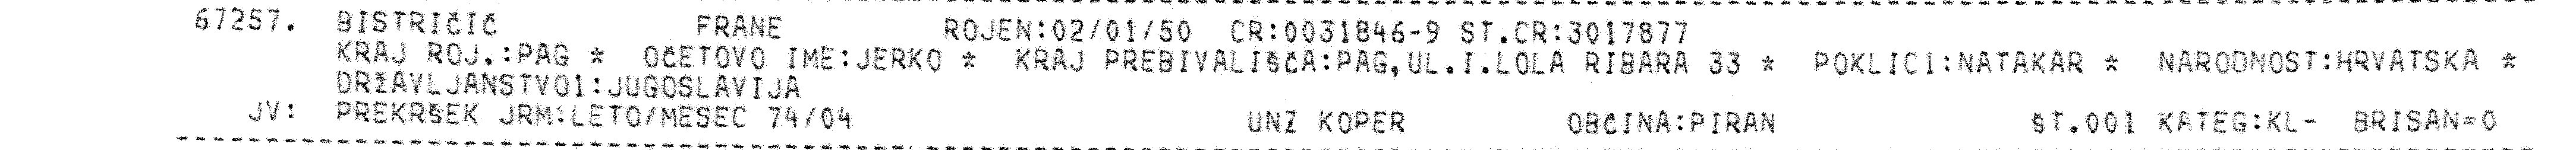 67257. BISTRIČIČ FRANE ROJEN:02/01/50 CR:0031846-9 ST.CR:3017877
KRAJ ROJ.:PAG * OČETOVO IME:JERKO * KRAJ PREBIVALIŠČA:PAG,UL.I.LOLA RIBARA 33 * POKLIC1:NATAKAR * NARODNOST:HRVATSKA *
DRŽAVLJANSTVO1:JUGOSLAVIJA
JV: PREKRŠEK JRM:LETO/MESEC 74/04 UNZ KOPER OBČINA:PIRAN ŠT.001 KATEG:KL- BRISAN=0